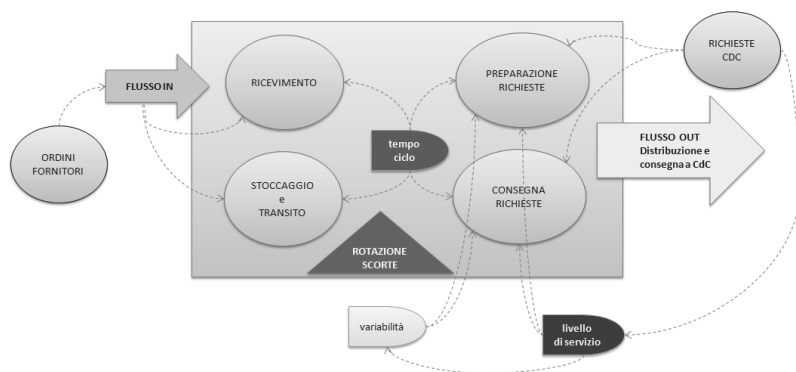 RICHIESTE
CDC
RICEVIMENTO
PREPARAZIONE
RICHIESTE
FLUSSO IN
FLUSSO OUT
Distribuzione e
consegna a CdC
tempo
ciclo
ORDINI
FORNITORI
STOCCAGGIO
e
TRANSITO
CONSEGNA
RICHIESTE
ROTAZIONE
SCORTE
variabilità
livello
di servizio